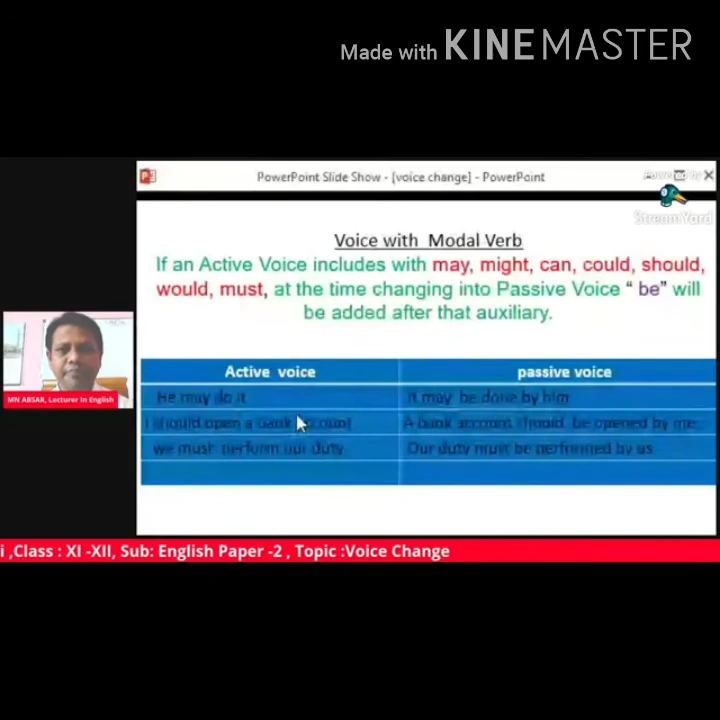 Made with KINEMASTER
PowerPoint Slide Show - [voice change] - PowerPoint
StreamYard
Voice with Modal Verb
If an Active Voice includes with may, might, can, could, should,
would, must, at the time changing into Passive Voice " be" will
be added after that auxiliary.
Active voice passive voice
He may do it It may be done by him
I should open a bank account A bank account should be opened by me.
we must perform our duty Our duty must be performed by us
MN ABSAR, Lecturer In English
i ,Class : XI -XII, Sub: English Paper -2 , Topic :Voice Change